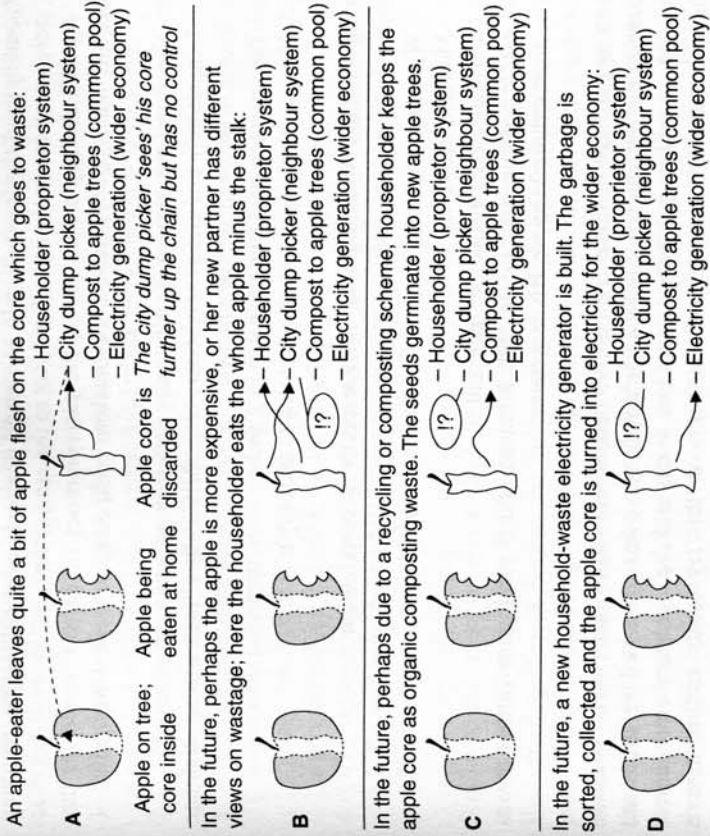 An apple-eater leaves quite a bit of apple flesh on the core which goes to waste:
A
– Householder (proprietor system)
– City dump picker (neighbour system)
– Compost to apple trees (common pool)
– Electricity generation (wider economy)
Apple on tree;
core inside
Apple being
eaten at home
Apple core is
discarded
The city dump picker 'sees' his core
further up the chain but has no control
In the future, perhaps the apple is more expensive, or her new partner has different
views on wastage; here the householder eats the whole apple minus the stalk:
B
– Householder (proprietor system)
– City dump picker (neighbour system)
!?
– Compost to apple trees (common pool)
– Electricity generation (wider economy)
In the future, perhaps due to a recycling or composting scheme, householder keeps the
apple core as organic composting waste. The seeds germinate into new apple trees.
C
!?
– Householder (proprietor system)
– City dump picker (neighbour system)
– Compost to apple trees (common pool)
– Electricity generation (wider economy)
In the future, a new household-waste electricity generator is built. The garbage is
sorted, collected and the apple core is turned into electricity for the wider economy:
D
!?
– Householder (proprietor system)
– City dump picker (neighbour system)
– Compost to apple trees (common pool)
– Electricity generation (wider economy)